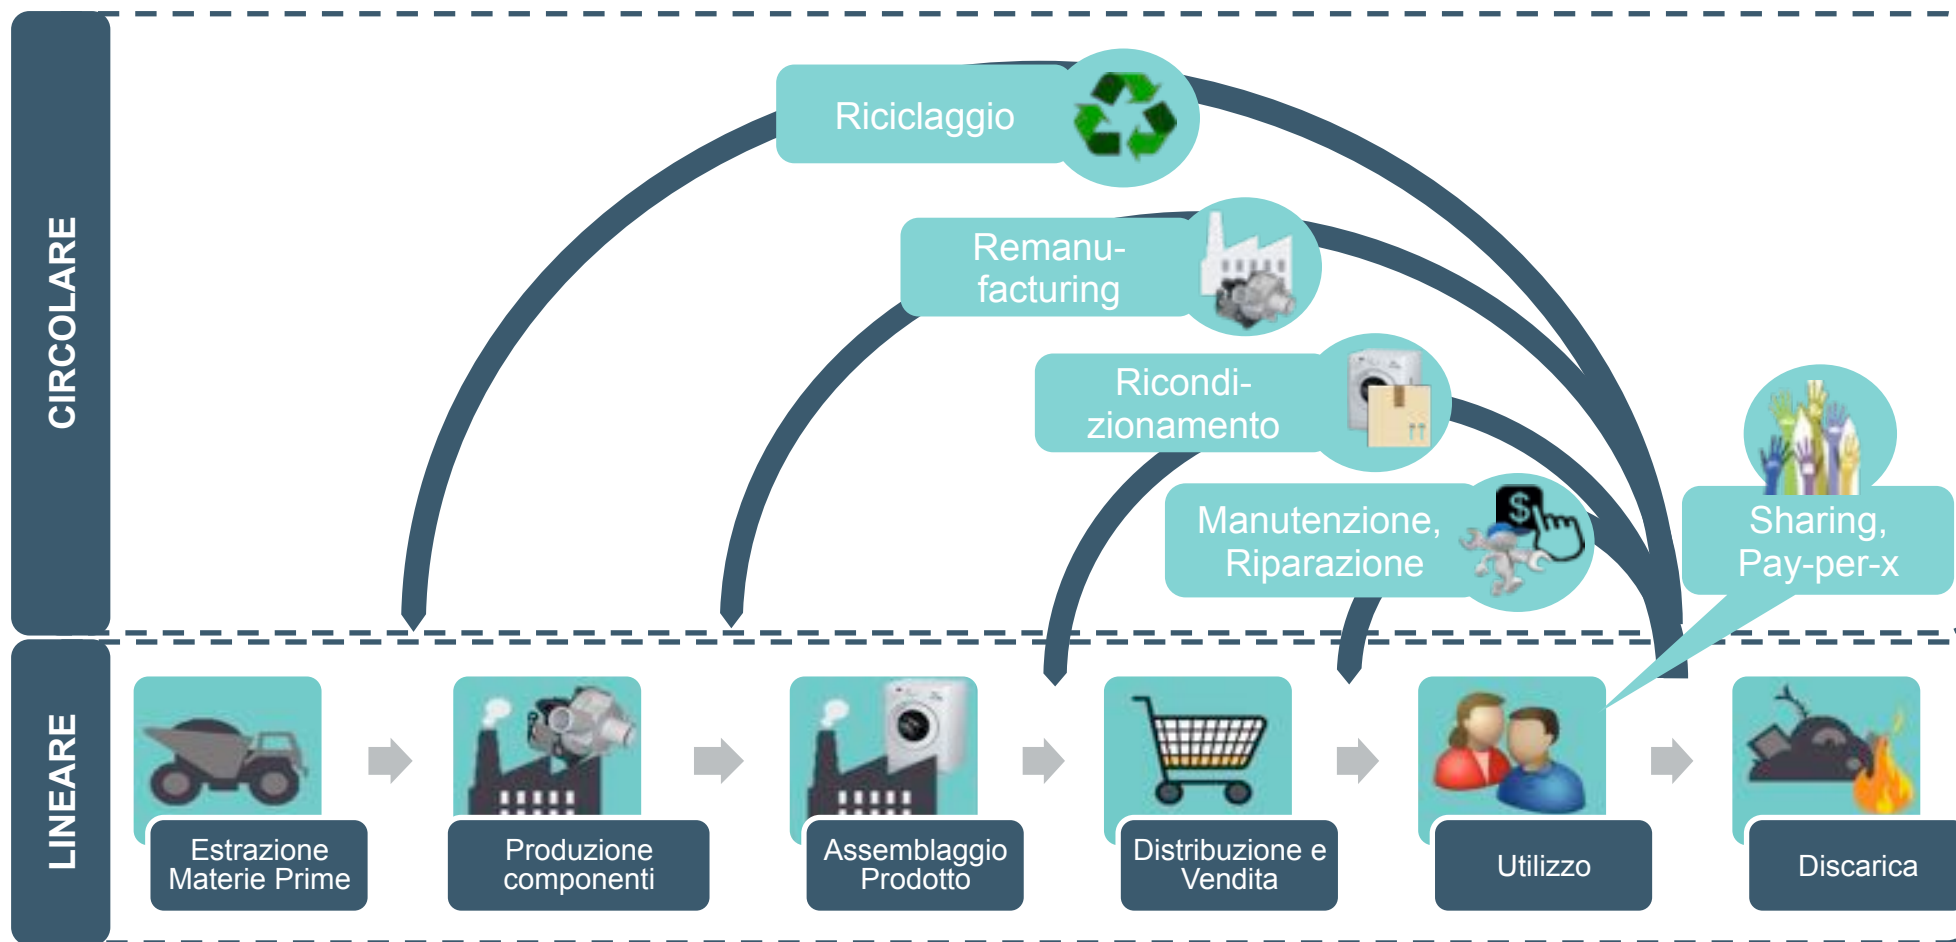 CIRCOLARE
Riciclaggio
Remanu-
facturing
Ricondi-
zionamento
Manutenzione,
Riparazione
$
Sharing,
Pay-per-x
LINEARE
Estrazione
Materie Prime
Produzione
componenti
Assemblaggio
Prodotto
Distribuzione e
Vendita
Utilizzo
Discarica